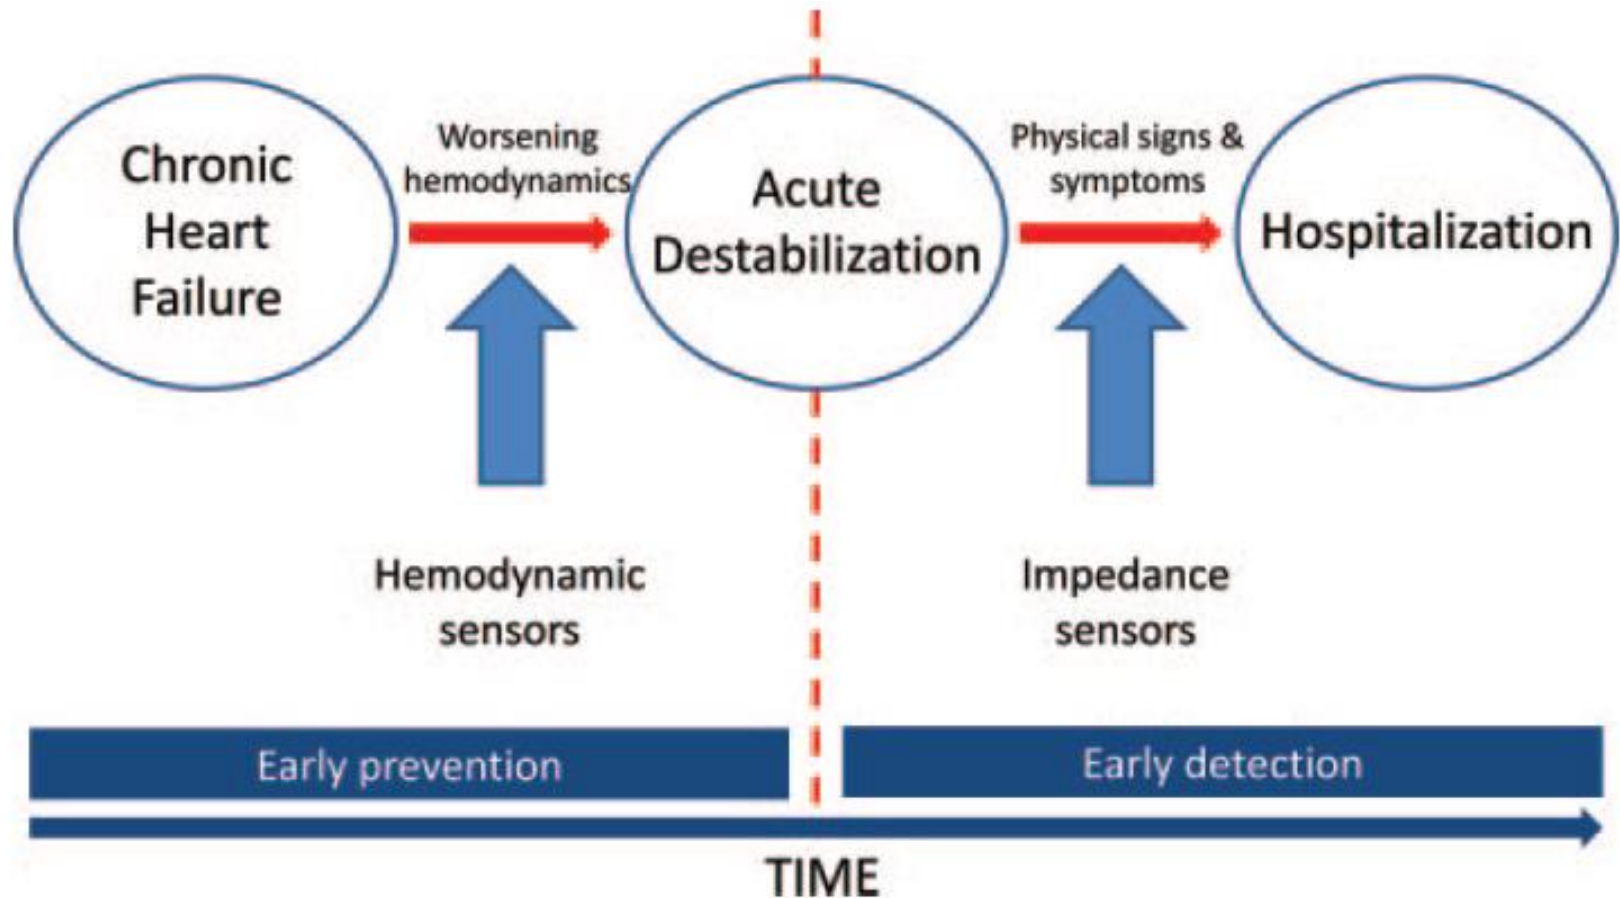 Chronic
Heart
Failure
Worsening
hemodynamics
Acute
Destabilization
Physical signs &
symptoms
Hospitalization
Hemodynamic
sensors
Impedance
sensors
Early prevention
Early detection
TIME